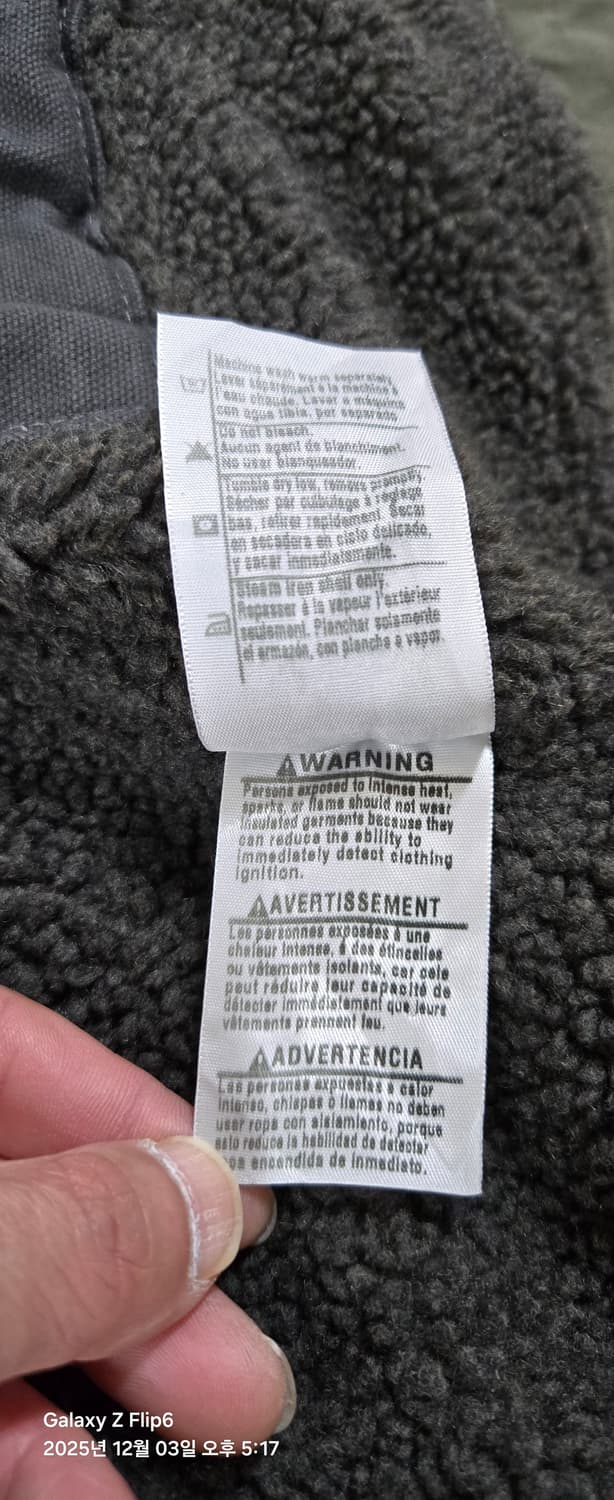 Machine wash warm separately
Laver séparément à la machine à
l'eau chaude. Lavar a máquina
con agua tibia, por separado
Do not bleach.
Aucun agent de blanchiment.
No usar blanqueador.
Tumble dry low, remove promptly.
Sécher par culbutage à réglage
bas, retirer rapidement. Secar
en secadora en ciclo delicado,
y sacar inmediatamente.
Steam iron shell only.
Repasser à la vapeur l'extérieur
seulement. Planchar solamente
el armazón, con plancha a vapor.
WARNING
Persons exposed to intense heat,
sparks, or flame should not wear
insulated garments because they
can reduce the ability to
immediately detect clothing
ignition.
AVERTISSEMENT
Les personnes exposées à une
chaleur intense, à des étincelles
ou vêtements isolants, car cela
peut réduire leur capacité de
détecter immédiatement que leurs
vêtements prennent feu.
ADVERTENCIA
Las personas expuestas a calor
intenso, chispas o llamas no deben
usar ropa con aislamiento, porque
esto reduce la habilidad de detectar
encendida de inmediato.
Galaxy Z Flip6
2025년 12월 03일 오후 5:17